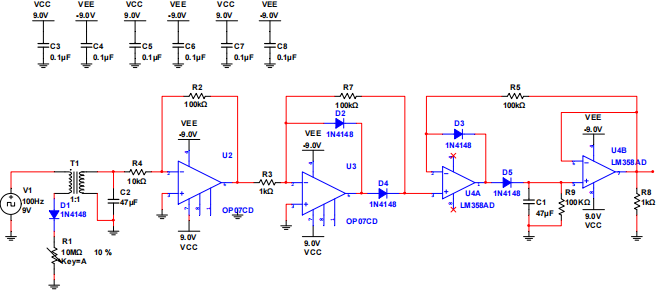 VCC VEE VCC VEE VCC VEE
9.0V -9.0V 9.0V -9.0V 9.0V -9.0V
C3 C4 C5 C6 C7 C8
0.1µF 0.1µF 0.1µF 0.1µF 0.1µF 0.1µF
R2 R7 R5
100kΩ 100kΩ 100kΩ
D2 D3
1N4148 1N4148
VEE VEE VEE
-9.0V -9.0V -9.0V
U2 U3 U4B
LM358AD
T1 R4 R3 D4 D5
1:1 10kΩ 1kΩ 1N4148 1N4148
U4A
LM358AD
V1
100Hz
9V
D1
1N4148
C2
47µF
OP07CD OP07CD
9.0V 9.0V 9.0V
VCC VCC VCC
C1
47µF
R9
100KΩ
R8
1kΩ
R1
10MΩ 10 %
Key=A